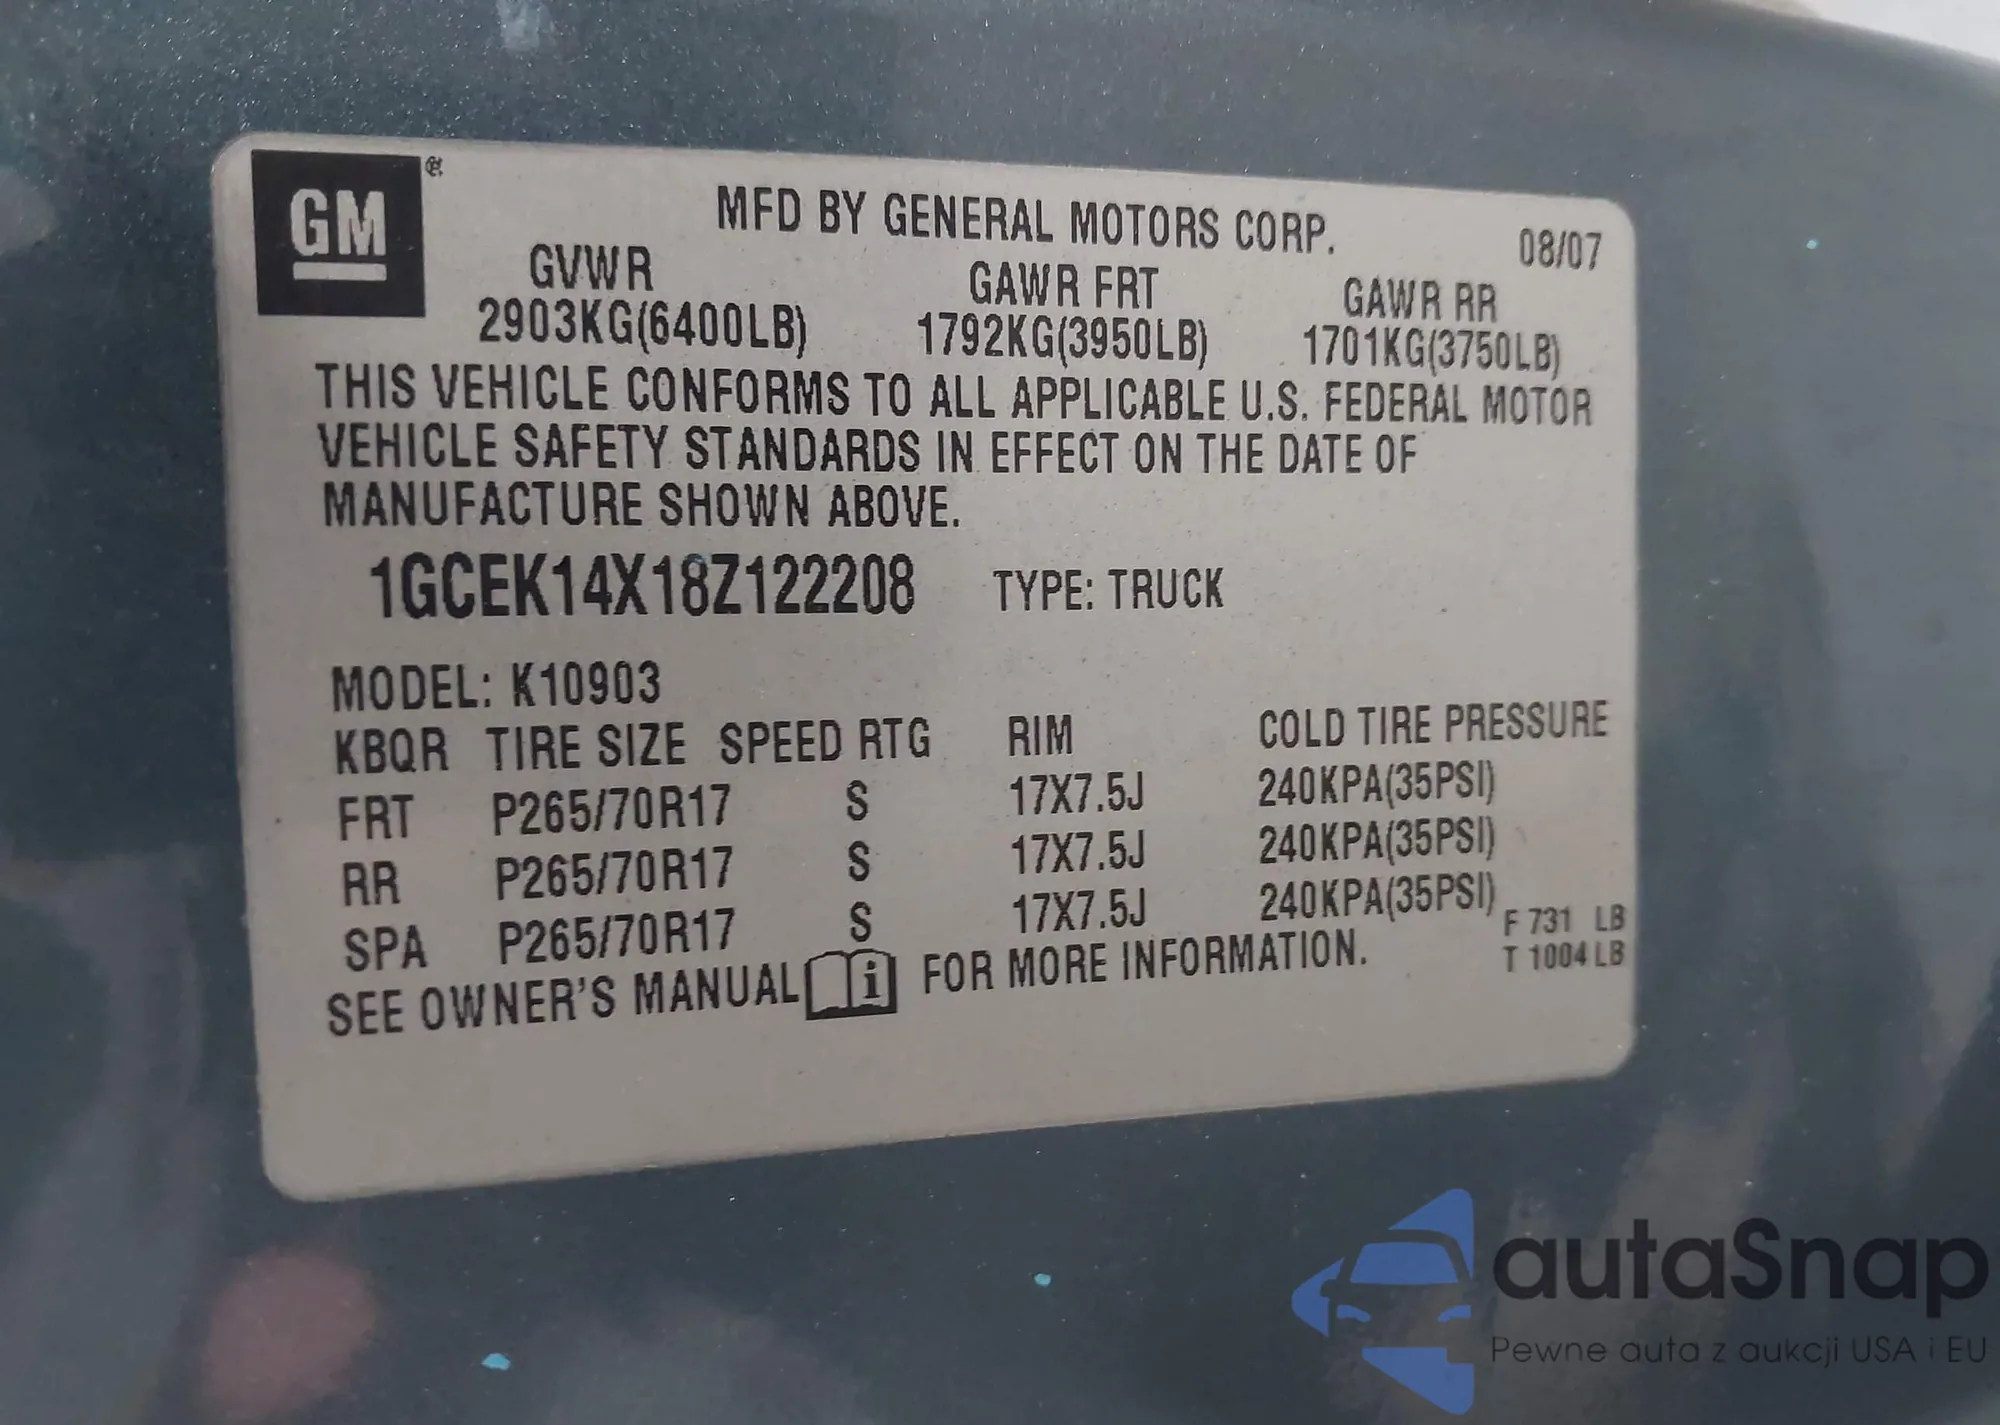 GM
MFD BY GENERAL MOTORS CORP. 08/07
GVWR GAWR FRT GAWR RR
2903KG(6400LB) 1792KG(3950LB) 1701KG(3750LB)
THIS VEHICLE CONFORMS TO ALL APPLICABLE U.S. FEDERAL MOTOR
VEHICLE SAFETY STANDARDS IN EFFECT ON THE DATE OF
MANUFACTURE SHOWN ABOVE.
1GCEK14X18Z122208 TYPE: TRUCK
MODEL: K10903
KBQR TIRE SIZE SPEED RTG RIM COLD TIRE PRESSURE
FRT P265/70R17 S 17X7.5J 240KPA(35PSI)
RR P265/70R17 S 17X7.5J 240KPA(35PSI)
SPA P265/70R17 S 17X7.5J 240KPA(35PSI)
F 731 LB
T 1004 LB
SEE OWNER'S MANUAL i FOR MORE INFORMATION.
autaSnap
Pewne auta z aukcji USA i EU